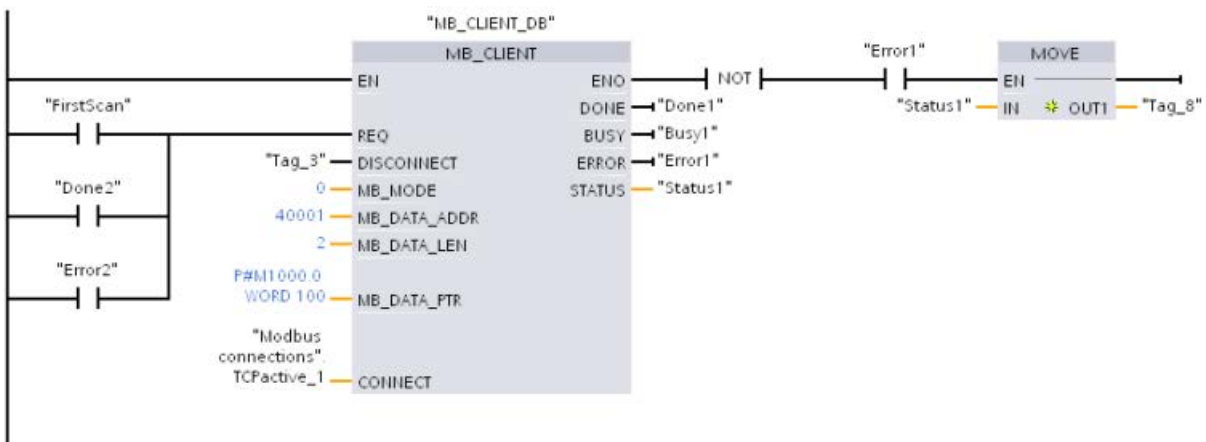 "MB_CLIENT_DB"
MB_CLIENT
"Error1"
MOVE
EN
ENO
NOT
EN
"FirstScan"
DONE
"Done1"
"Status1"
IN
OUT1
"Tag_8"
REQ
BUSY
"Busy1"
"Tag_3"
DISCONNECT
ERROR
"Error1"
"Done2"
0
MB_MODE
STATUS
"Status1"
40001
MB_DATA_ADDR
2
MB_DATA_LEN
"Error2"
P#M1000.0
WORD 100
MB_DATA_PTR
"Modbus
connections".
TCPactive_1
CONNECT